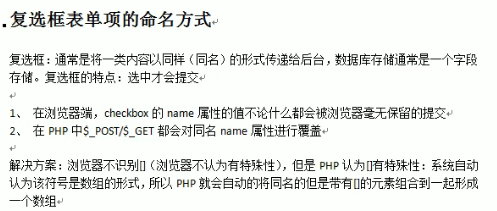 复选框表单项的命名方式
复选框：通常是将一类内容以同样（同名）的形式传递给后台，数据库存储通常是一个字段
存储。复选框的特点：选中才会提交
1、 在浏览器端，checkbox 的 name 属性的值不论什么都会被浏览器毫无保留的提交
2、 在 PHP 中$_POST/$_GET 都会对同名 name 属性进行覆盖
解决方案：浏览器不识别[]（浏览器不认为有特殊性），但是 PHP 认为[]有特殊性：系统自动
认为该符号是数组的形式，所以 PHP 就会自动的将同名的但是带有[]的元素组合到一起形成
一个数组